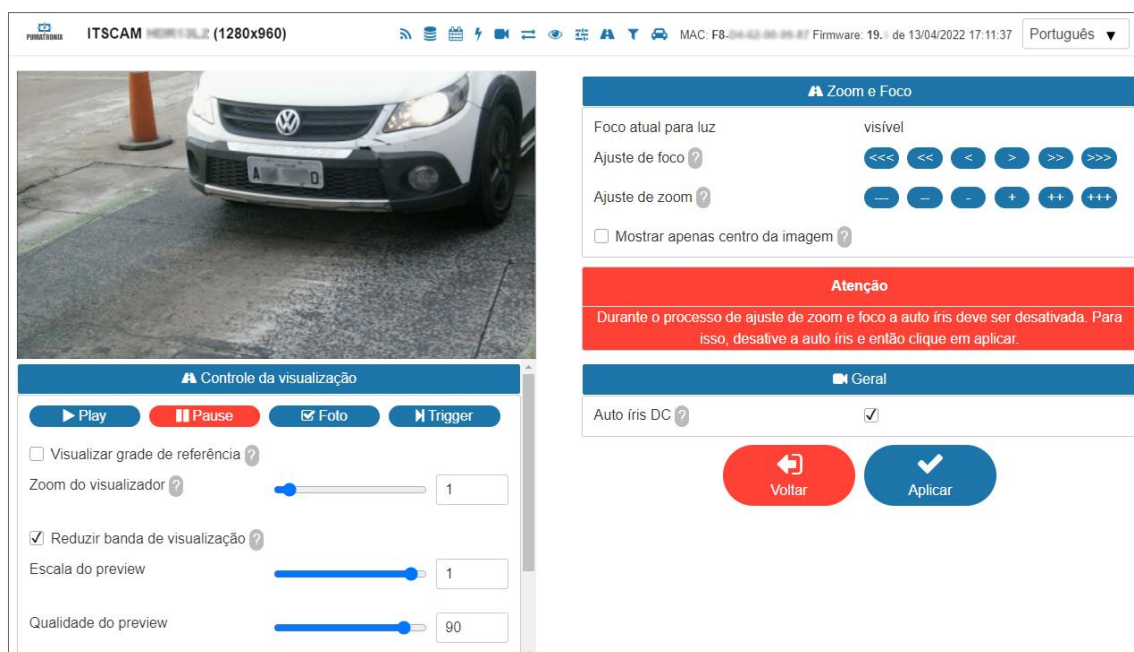 PUMATRONIX
ITSCAM (1280x960)
MAC: F8- Firmware: 19. de 13/04/2022 17:11:37
Português ▼
A 0
Controle da visualização
Play
Pause
Foto
Trigger
Visualizar grade de referência ?
Zoom do visualizador ?
1
Reduzir banda de visualização ?
Escala do preview
1
Qualidade do preview
90
Zoom e Foco
Foco atual para luz visível
Ajuste de foco ? <<< << < > >> >>>
Ajuste de zoom ? --- -- - + ++ +++
Mostrar apenas centro da imagem ?
Atenção
Durante o processo de ajuste de zoom e foco a auto íris deve ser desativada. Para
isso, desative a auto íris e então clique em aplicar.
Geral
Auto íris DC ?
Voltar
Aplicar